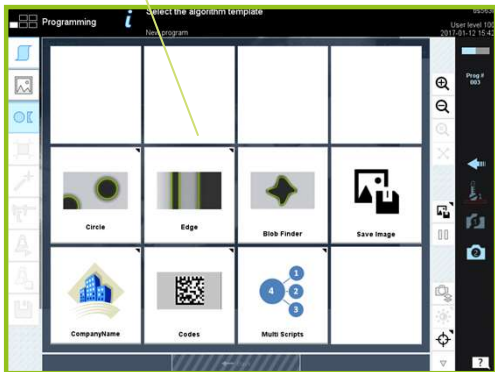 Programming
Select the algorithm template
New program
User level 100
2017-01-12 15:42
Prog #
003
Circle
Edge
Blob Finder
Save Image
4
1
2
3
CompanyName
Codes
Multi Scripts
?